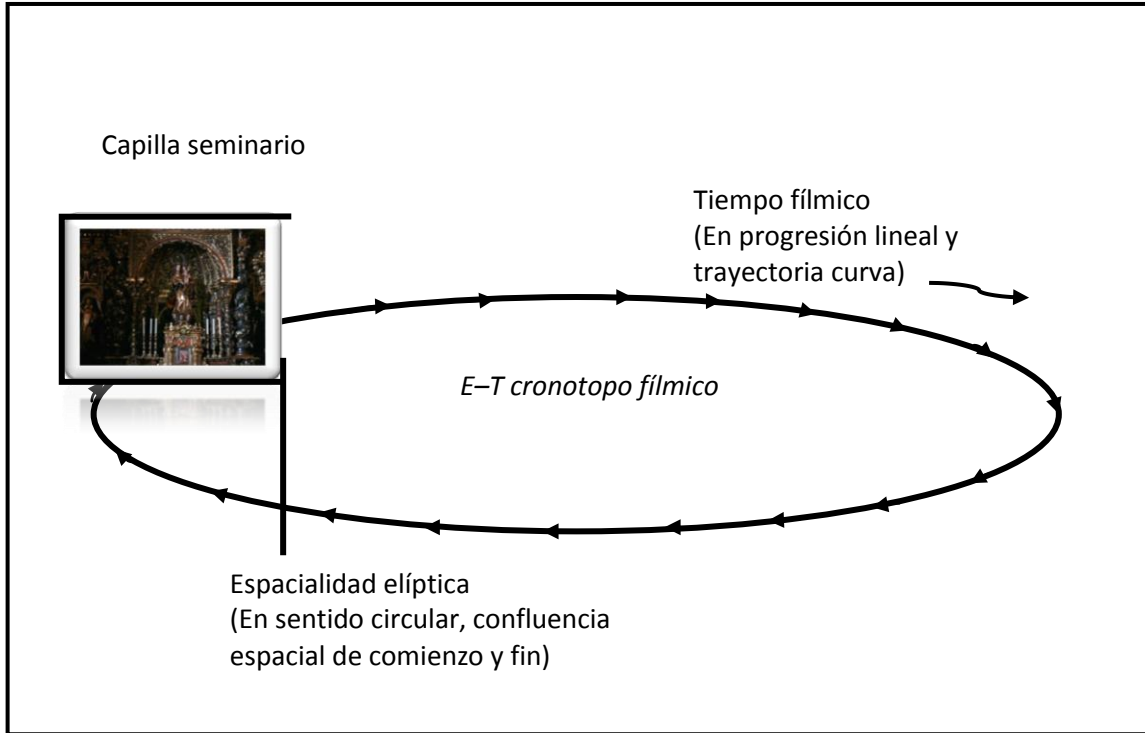 Capilla seminario
Tiempo fílmico
(En progresión lineal y
trayectoria curva)
E–T cronotopo fílmico
Espacialidad elíptica
(En sentido circular, confluencia
espacial de comienzo y fin)